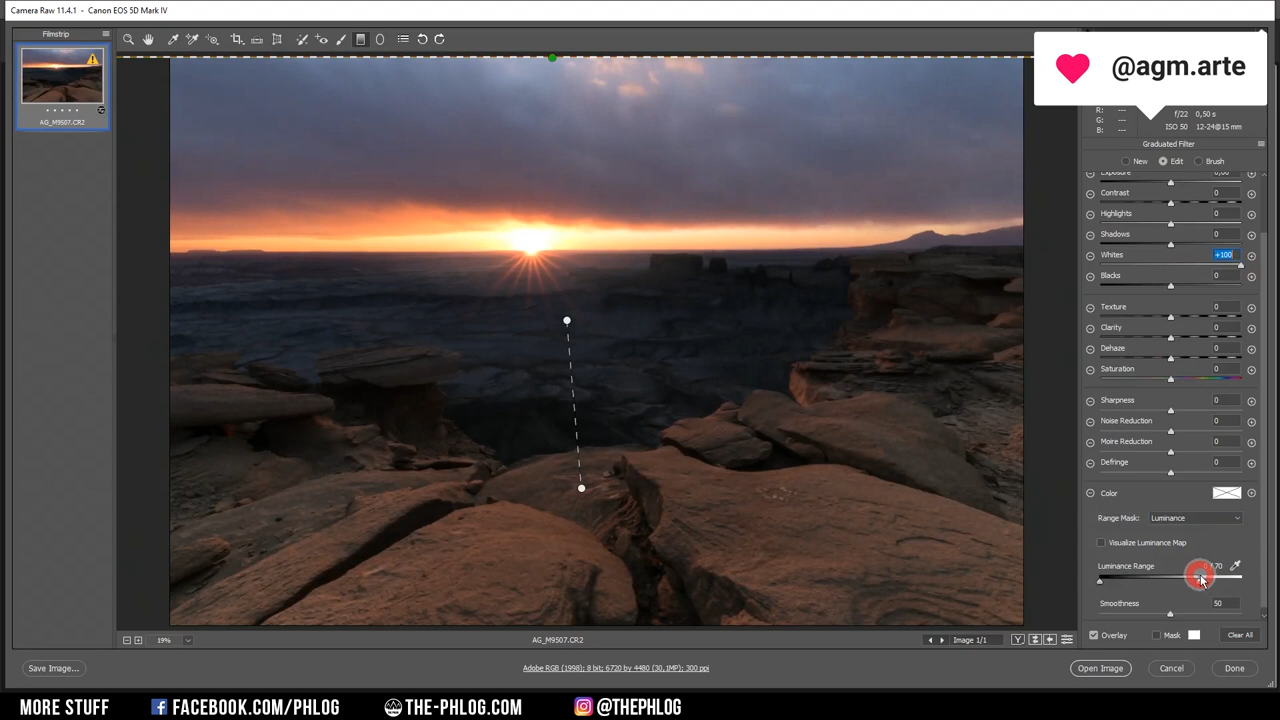 Camera Raw 11.4.1 - Canon EOS 5D Mark IV
Filmstrip
AG_M9507.CR2
@agm.arte
R: ---
G: ---
B: ---
f/22 0,50 s
ISO 50 12-24@15 mm
Graduated Filter
New Edit Brush
Exposure 0,00
Contrast 0
Highlights 0
Shadows 0
Whites +100
Blacks 0
Texture 0
Clarity 0
Dehaze 0
Saturation 0
Sharpness 0
Noise Reduction 0
Moire Reduction 0
Defringe 0
Color
Range Mask: Luminance
Visualize Luminance Map
Luminance Range 70
Smoothness 50
19%
AG_M9507.CR2
Image 1/1
Y
Overlay Mask Clear All
Save Image...
Adobe RGB (1998); 8 bit; 6720 by 4480 (30,1MP); 300 ppi
Open Image Cancel Done
MORE STUFF FACEBOOK.COM/PHLOG THE-PHLOG.COM @THEPHLOG